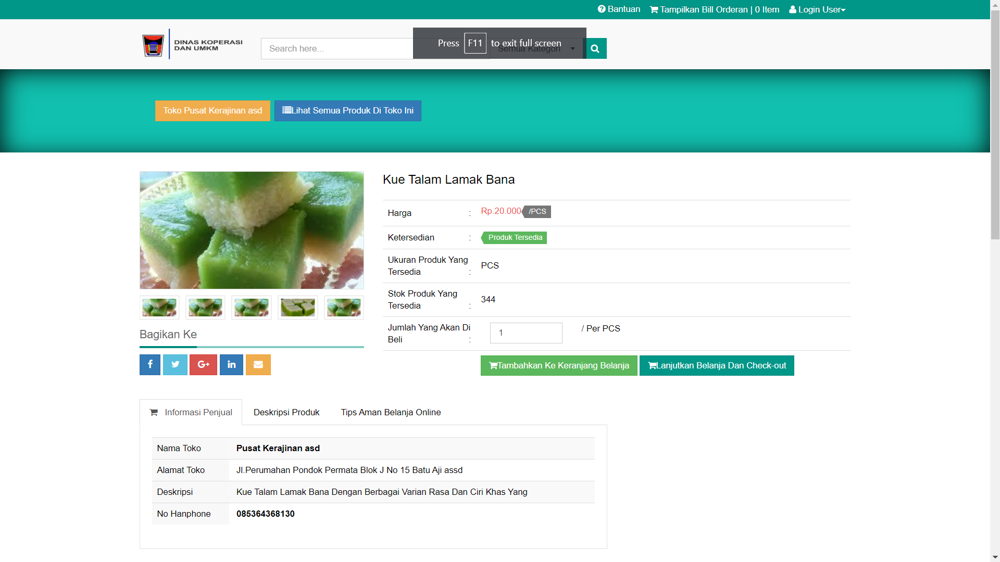 Bantuan Tampilkan Bill Orderan | 0 Item Login User
DINAS KOPERASI
DAN UMKM
Search here...
Semua Kategori
Press F11 to exit full screen
Toko Pusat Kerajinan asd
Lihat Semua Produk Di Toko Ini
Kue Talam Lamak Bana
Harga : Rp.20.000 /PCS
Ketersedian : Produk Tersedia
Ukuran Produk Yang
Tersedia : PCS
Stok Produk Yang
Tersedia : 344
Jumlah Yang Akan Di
Beli : 1 / Per PCS
Tambahkan Ke Keranjang Belanja
Lanjutkan Belanja Dan Check-out
Bagikan Ke
Informasi Penjual Deskripsi Produk Tips Aman Belanja Online
Nama Toko Pusat Kerajinan asd
Alamat Toko Jl.Perumahan Pondok Permata Blok J No 15 Batu Aji assd
Deskripsi Kue Talam Lamak Bana Dengan Berbagai Varian Rasa Dan Ciri Khas Yang
No Hanphone 085364368130